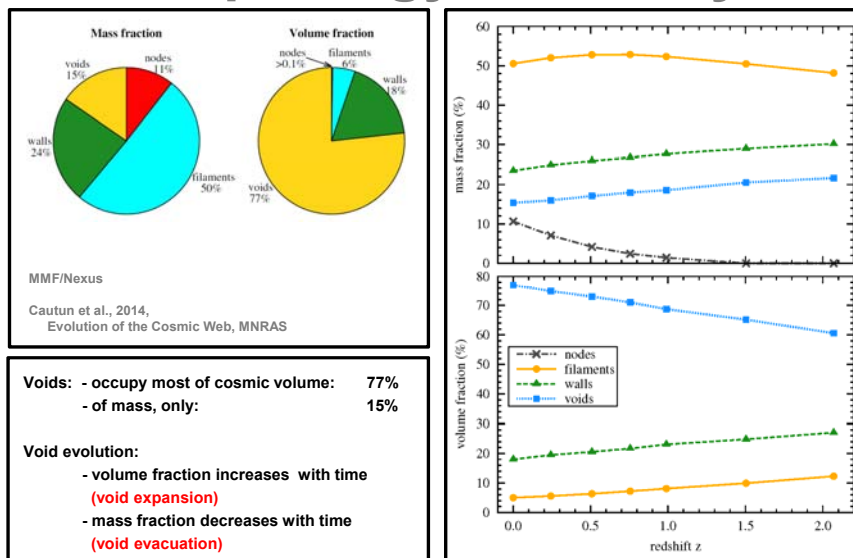 Mass fraction
Volume fraction
voids
15%
nodes
11%
walls
24%
filaments
50%
nodes
>0.1%
filaments
6%
walls
18%
voids
77%
MMF/Nexus
Cautun et al., 2014,
Evolution of the Cosmic Web, MNRAS
Voids: - occupy most of cosmic volume: 77%
- of mass, only: 15%
Void evolution:
- volume fraction increases with time
(void expansion)
- mass fraction decreases with time
(void evacuation)
60
50
40
30
20
10
0
mass fraction (%)
80
70
60
50
40
30
20
10
0
volume fraction (%)
nodes
filaments
walls
voids
0.0 0.5 1.0 1.5 2.0
redshift z